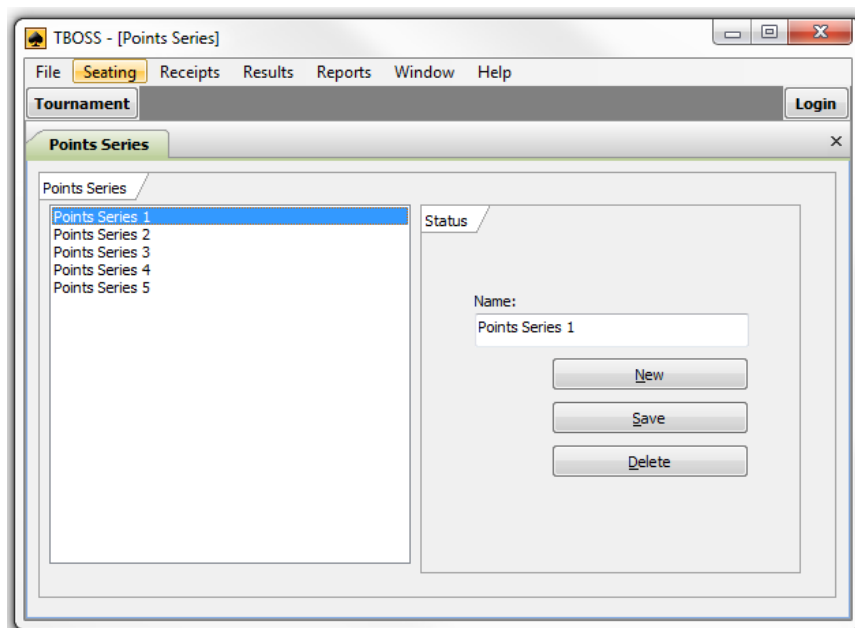 TBOSS - [Points Series]
File Seating Receipts Results Reports Window Help
Tournament Login
Points Series
Points Series
Points Series 1
Points Series 2
Points Series 3
Points Series 4
Points Series 5
Status
Name:
Points Series 1
New
Save
Delete